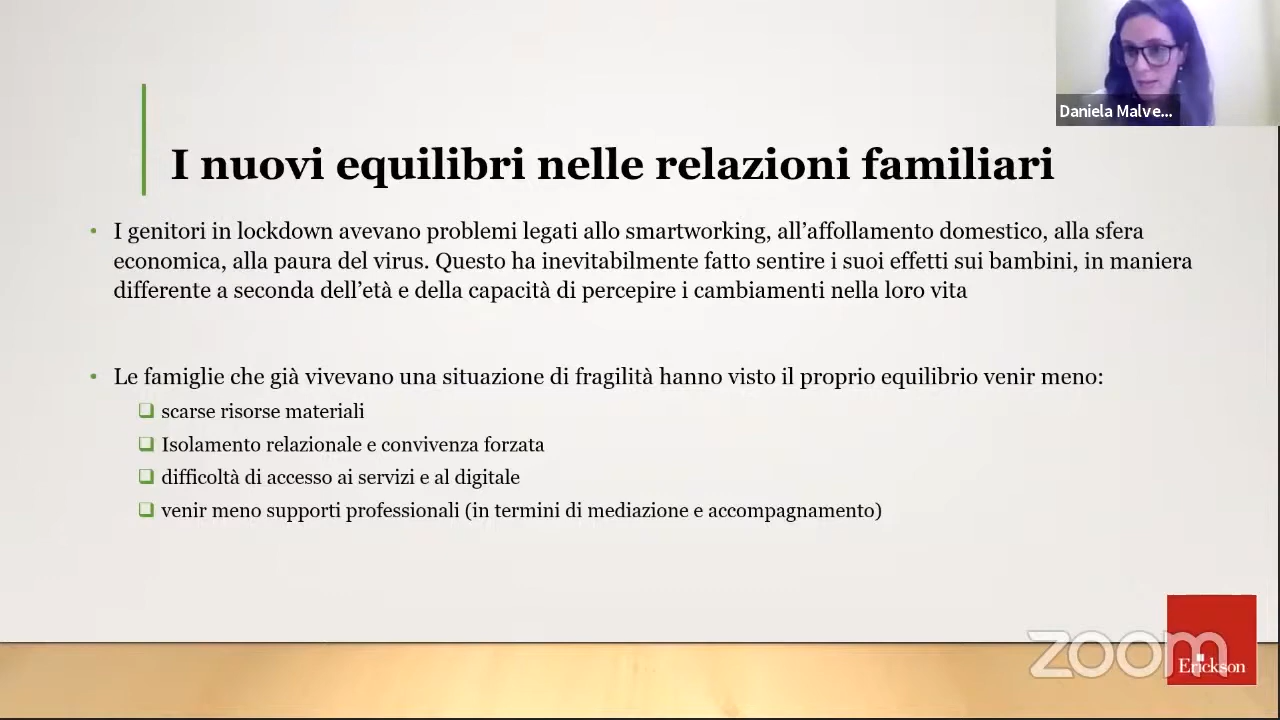 Daniela Malve...
I nuovi equilibri nelle relazioni familiari
I genitori in lockdown avevano problemi legati allo smartworking, all’affollamento domestico, alla sfera
economica, alla paura del virus. Questo ha inevitabilmente fatto sentire i suoi effetti sui bambini, in maniera
differente a seconda dell’età e della capacità di percepire i cambiamenti nella loro vita
Le famiglie che già vivevano una situazione di fragilità hanno visto il proprio equilibrio venir meno:
scarse risorse materiali
Isolamento relazionale e convivenza forzata
difficoltà di accesso ai servizi e al digitale
venir meno supporti professionali (in termini di mediazione e accompagnamento)
zoom
Erickson